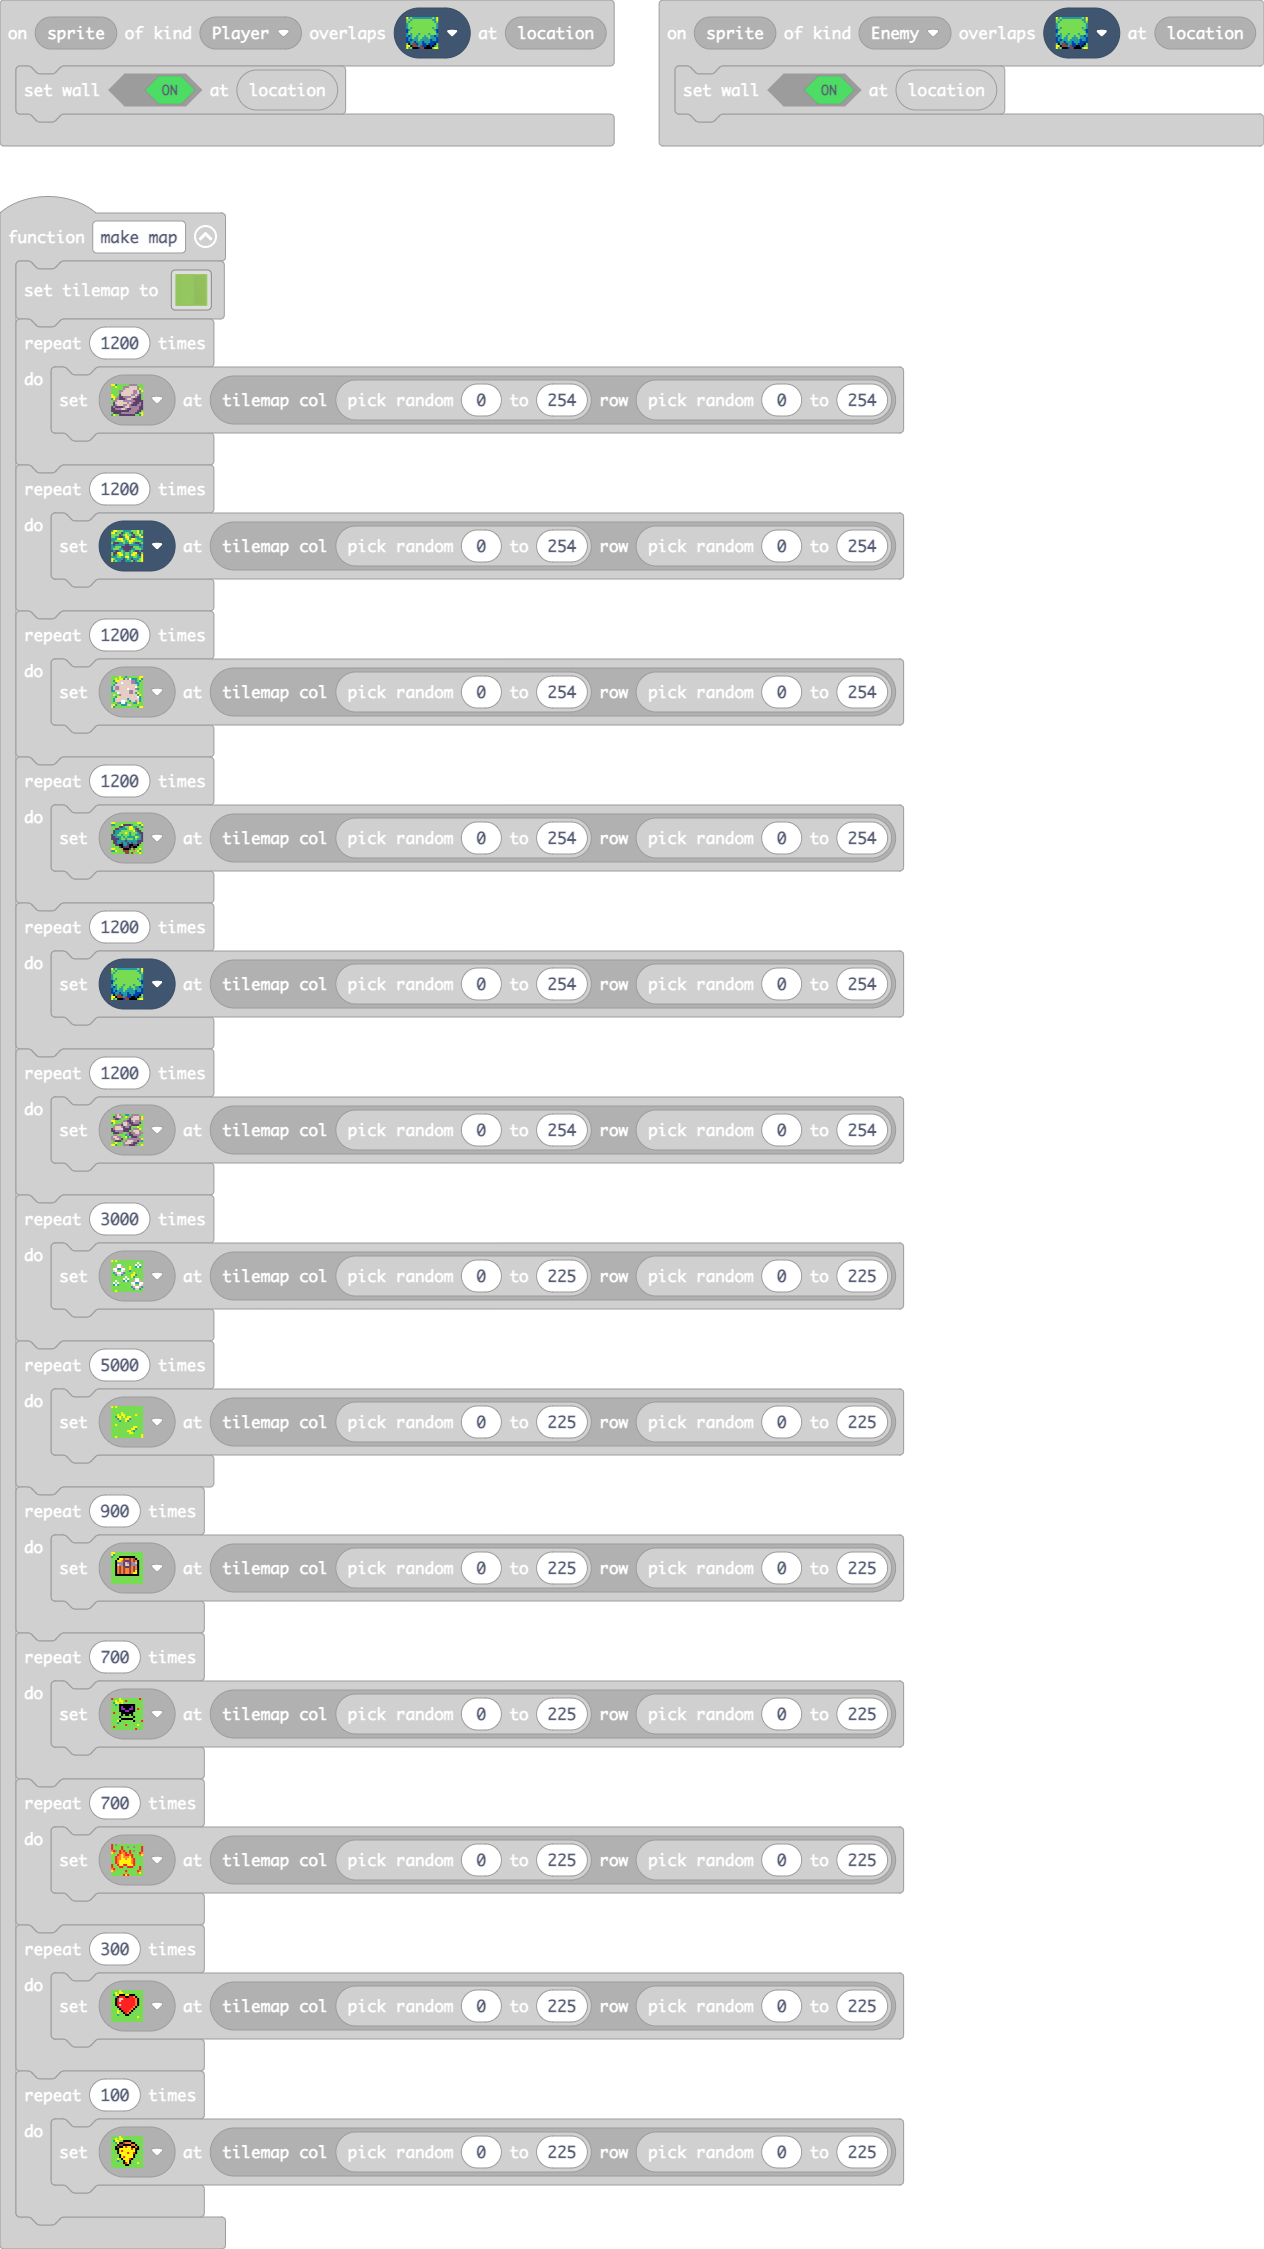 on sprite of kind Player overlaps at location
set wall ON at location
on sprite of kind Enemy overlaps at location
set wall ON at location
function make map
set tilemap to
repeat 1200 times
do
set at tilemap col pick random 0 to 254 row pick random 0 to 254
repeat 1200 times
do
set at tilemap col pick random 0 to 254 row pick random 0 to 254
repeat 1200 times
do
set at tilemap col pick random 0 to 254 row pick random 0 to 254
repeat 1200 times
do
set at tilemap col pick random 0 to 254 row pick random 0 to 254
repeat 1200 times
do
set at tilemap col pick random 0 to 254 row pick random 0 to 254
repeat 1200 times
do
set at tilemap col pick random 0 to 254 row pick random 0 to 254
repeat 3000 times
do
set at tilemap col pick random 0 to 225 row pick random 0 to 225
repeat 5000 times
do
set at tilemap col pick random 0 to 225 row pick random 0 to 225
repeat 900 times
do
set at tilemap col pick random 0 to 225 row pick random 0 to 225
repeat 700 times
do
set at tilemap col pick random 0 to 225 row pick random 0 to 225
repeat 700 times
do
set at tilemap col pick random 0 to 225 row pick random 0 to 225
repeat 300 times
do
set at tilemap col pick random 0 to 225 row pick random 0 to 225
repeat 100 times
do
set at tilemap col pick random 0 to 225 row pick random 0 to 225